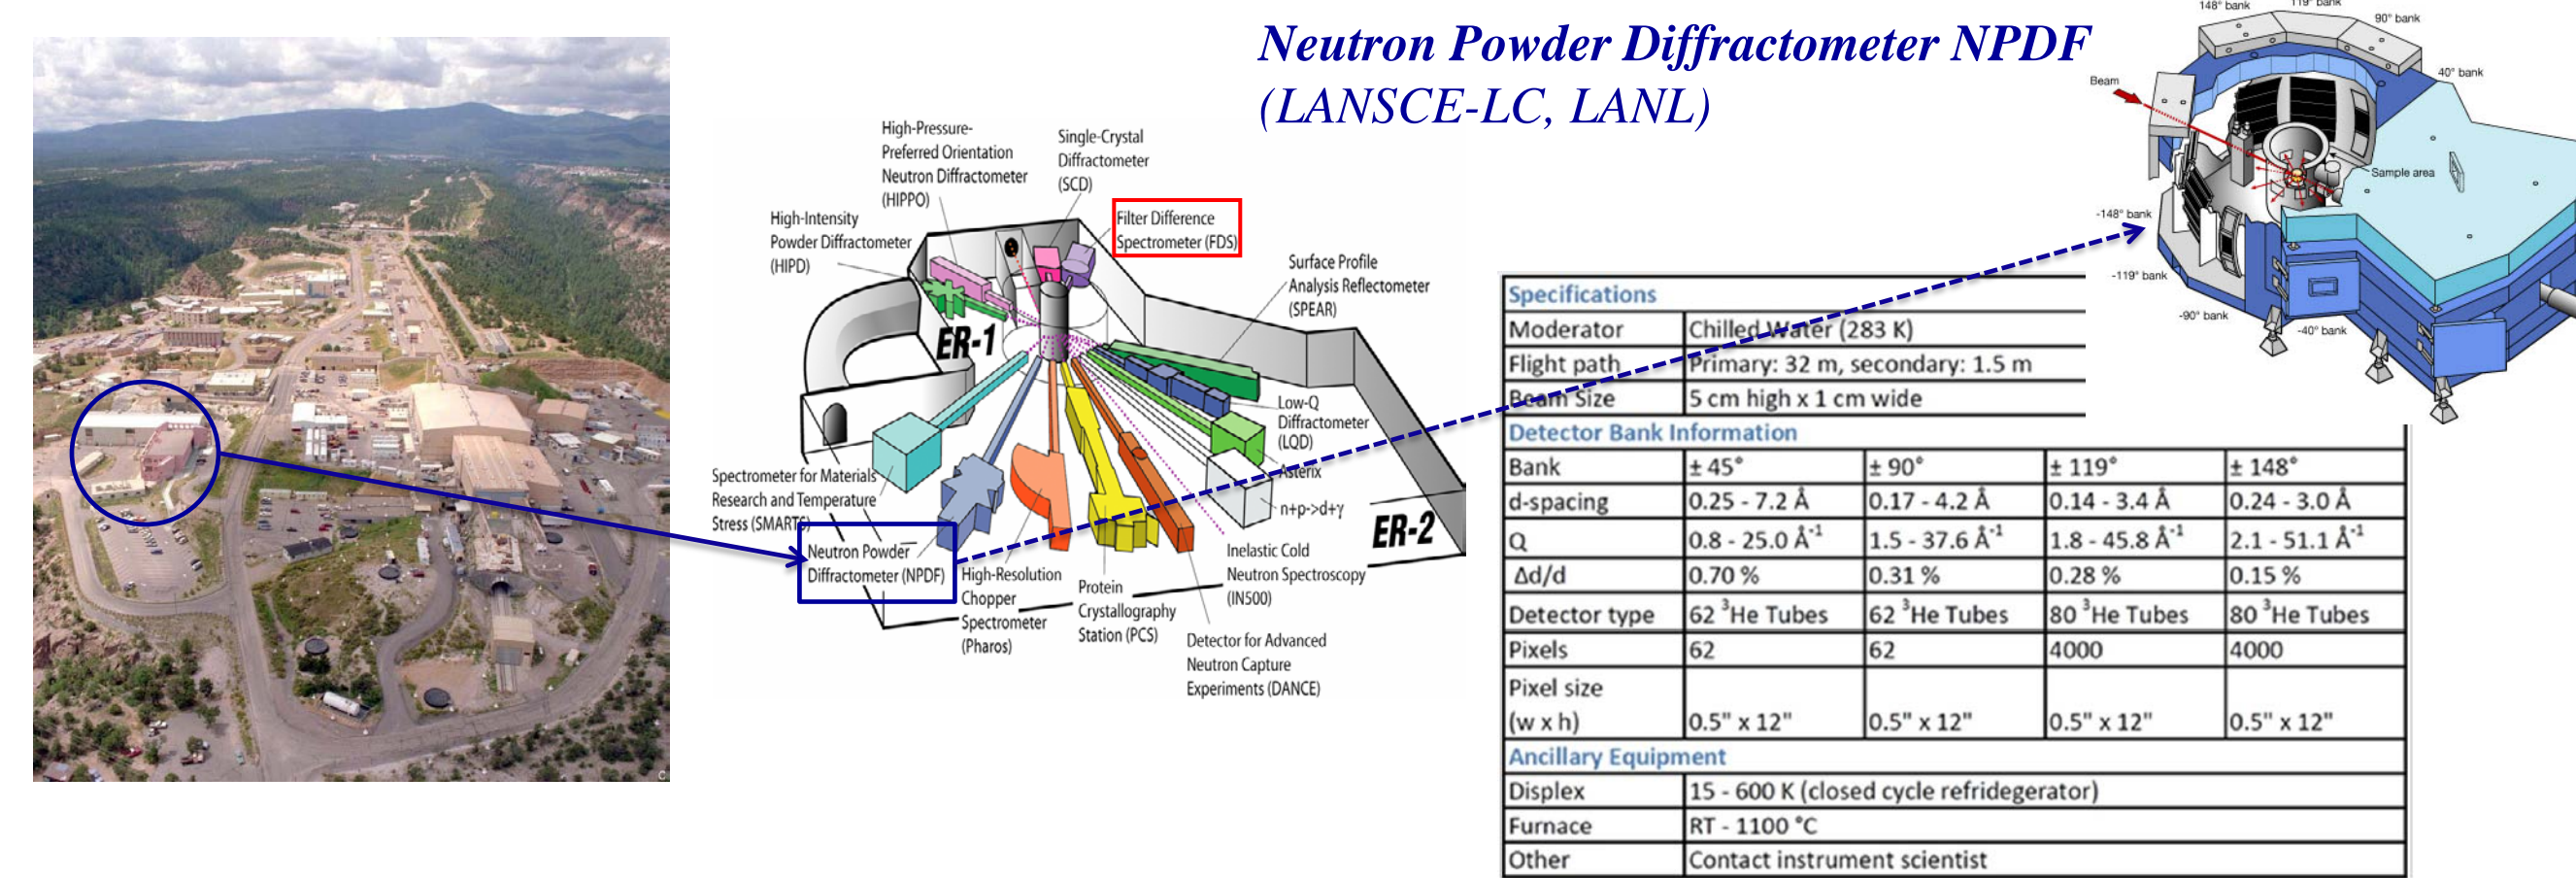 Neutron Powder Diffractometer NPDF
(LANSCE-LC, LANL)
High-Pressure-
Preferred Orientation
Neutron Diffractometer
(HIPPO)
Single-Crystal
Diffractometer
(SCD)
High-Intensity
Powder Diffractometer
(HIPD)
Filter Difference
Spectrometer (FDS)
Surface Profile
Analysis Reflectometer
(SPEAR)
ER-1
Low-Q
Diffractometer
(LQD)
Asterix
n+p->d+γ
ER-2
Spectrometer for Materials
Research and Temperature
Stress (SMARTS)
Neutron Powder
Diffractometer (NPDF)
High-Resolution
Chopper
Spectrometer
(Pharos)
Protein
Crystallography
Station (PCS)
Inelastic Cold
Neutron Spectroscopy
(IN500)
Detector for Advanced
Neutron Capture
Experiments (DANCE)
148° bank
119° bank
90° bank
40° bank
Beam
Sample area
-148° bank
-119° bank
-90° bank
-40° bank
Specifications
Moderator Chilled Water (283 K)
Flight path Primary: 32 m, secondary: 1.5 m
Beam Size 5 cm high x 1 cm wide
Detector Bank Information
Bank ± 45° ± 90° ± 119° ± 148°
d-spacing 0.25 - 7.2 Å 0.17 - 4.2 Å 0.14 - 3.4 Å 0.24 - 3.0 Å
Q 0.8 - 25.0 Å⁻¹ 1.5 - 37.6 Å⁻¹ 1.8 - 45.8 Å⁻¹ 2.1 - 51.1 Å⁻¹
Δd/d 0.70 % 0.31 % 0.28 % 0.15 %
Detector type 62 ³He Tubes 62 ³He Tubes 80 ³He Tubes 80 ³He Tubes
Pixels 62 62 4000 4000
Pixel size
(w x h) 0.5" x 12" 0.5" x 12" 0.5" x 12" 0.5" x 12"
Ancillary Equipment
Displex 15 - 600 K (closed cycle refridegerator)
Furnace RT - 1100 °C
Other Contact instrument scientist